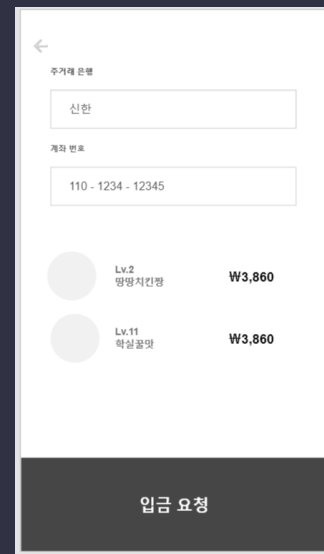 주거래 은행
신한
계좌 번호
110 - 1234 - 12345
Lv.2
땅땅치킨짱
₩3,860
Lv.11
학실꿀맛
₩3,860
입금 요청